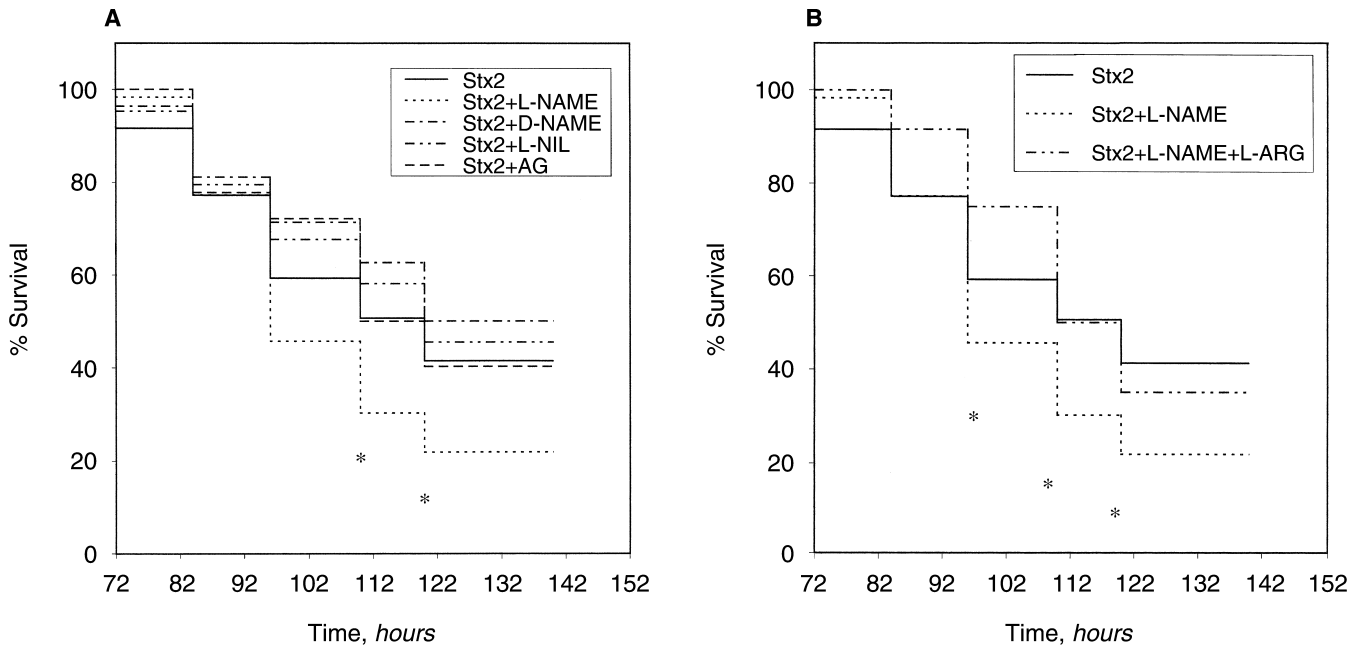 A
% Survival
100
80
60
40
20
0
Stx2
Stx2+L-NAME
Stx2+D-NAME
Stx2+L-NIL
Stx2+AG
*
*
72 82 92 102 112 122 132 142 152
Time, hours
B
% Survival
100
80
60
40
20
0
Stx2
Stx2+L-NAME
Stx2+L-NAME+L-ARG
*
*
*
72 82 92 102 112 122 132 142 152
Time, hours